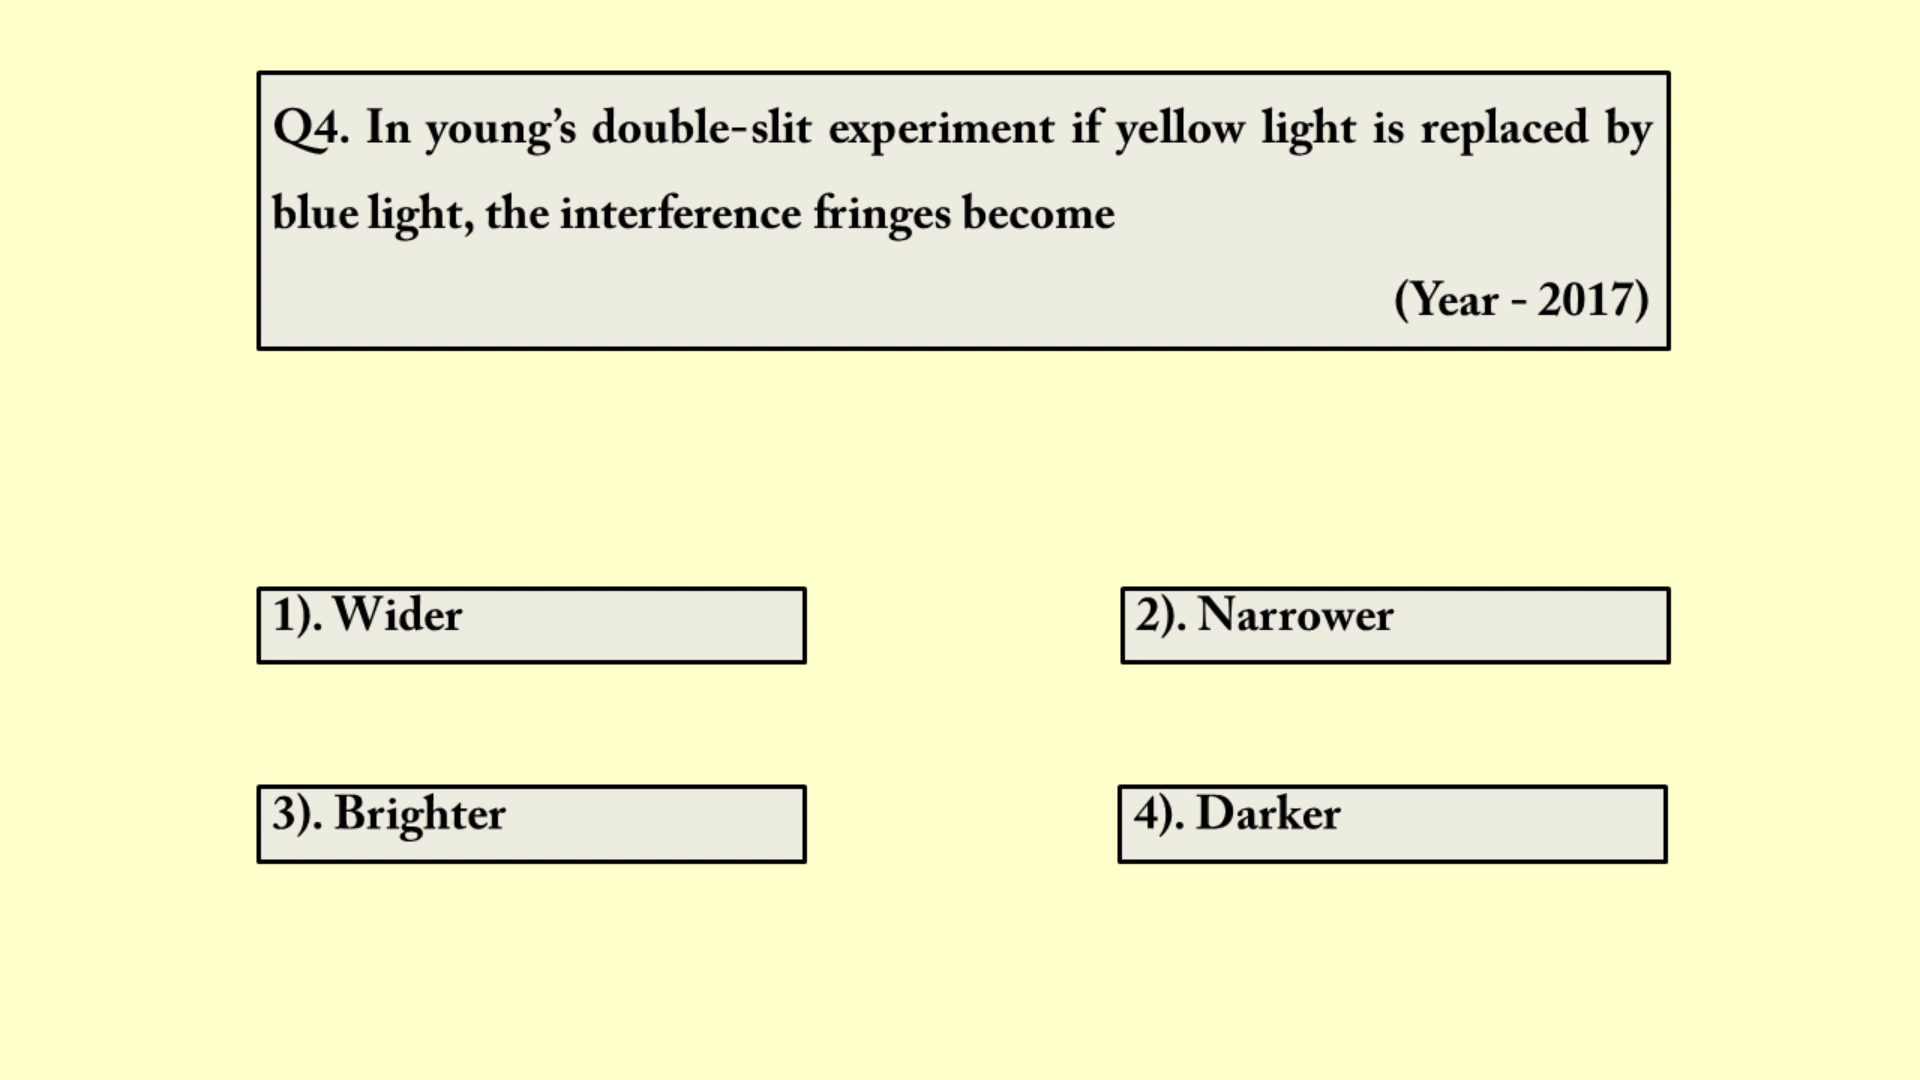 Q4. In young’s double-slit experiment if yellow light is replaced by
blue light, the interference fringes become
(Year - 2017)
1). Wider
2). Narrower
3). Brighter
4). Darker